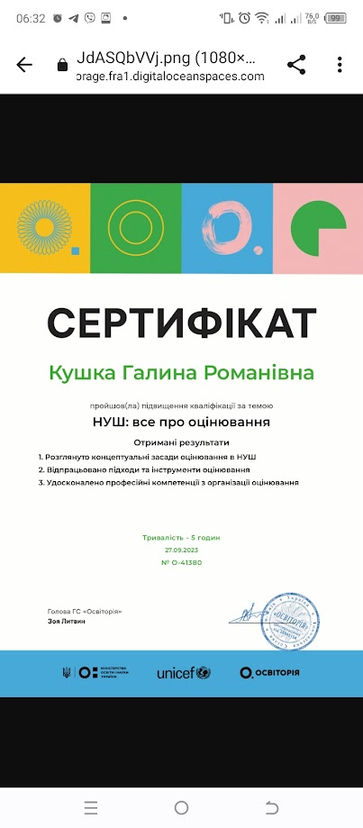 06:32
76,0
Б/S
99
JdASQbVVj.png (1080×...
orage.fra1.digitaloceanspaces.com
СЕРТИФІКАТ
Кушка Галина Романівна
пройшов(ла) підвищення кваліфікації за темою
НУШ: все про оцінювання
Отримані результати
1. Розглянуто концептуальні засади оцінювання в НУШ
2. Відпрацьовано підходи та інструменти оцінювання
3. Удосконалено професійні компетенції з організації оцінювання
Тривалість - 5 годин
27.09.2023
№ О-41380
Голова ГС «Освіторія»
Зоя Литвин
ОСВІТОРІЯ
МІНІСТЕРСТВО
ОСВІТИ І НАУКИ
УКРАЇНИ
unicef
ОСВІТОРІЯ